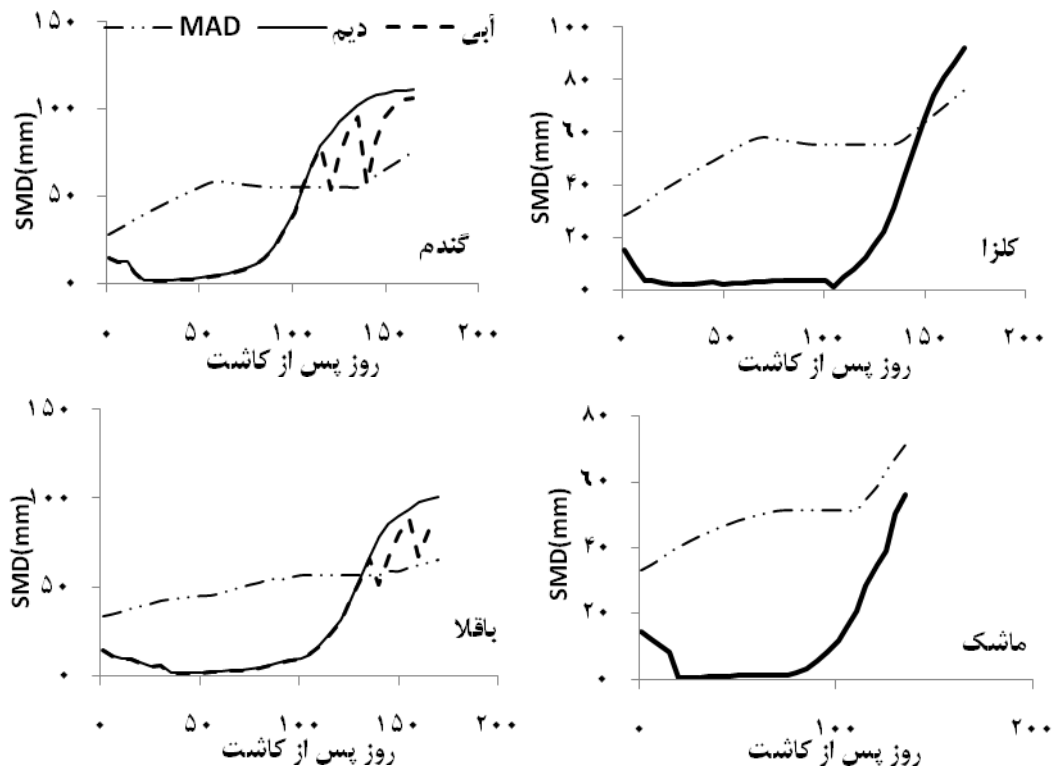 MAD دیم آبی
۱۵۰
۱۰۰
۵۰
۰
SMD(mm)
گندم
۰ ۵۰ ۱۰۰ ۱۵۰ ۲۰۰
روز پس از کاشت
۱۰۰
۸۰
۶۰
۴۰
۲۰
۰
SMD(mm)
کلزا
۰ ۵۰ ۱۰۰ ۱۵۰ ۲۰۰
روز پس از کاشت
۱۵۰
۱۰۰
۵۰
۰
SMD(mm)
باقلا
۰ ۵۰ ۱۰۰ ۱۵۰ ۲۰۰
روز پس از کاشت
۸۰
۶۰
۴۰
۲۰
۰
SMD(mm)
ماشک
۰ ۱۰۰ ۲۰۰
روز پس از کاشت